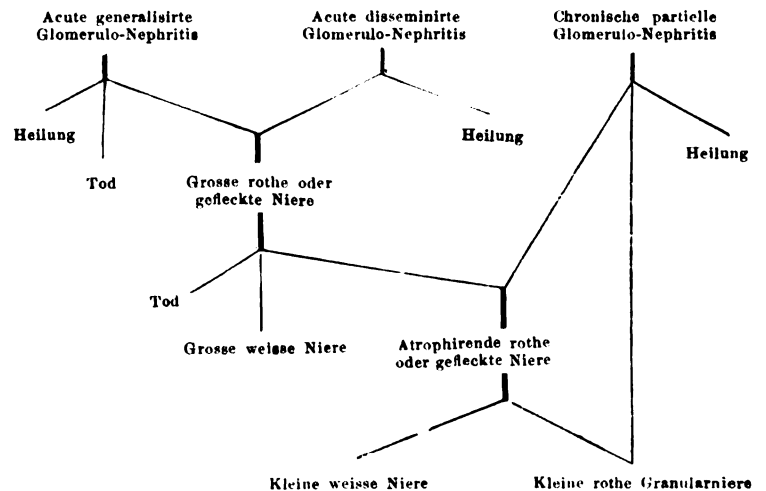 Acute generalisirte
Glomerulo-Nephritis
Acute disseminirte
Glomerulo-Nephritis
Chronische partielle
Glomerulo-Nephritis
Heilung
Heilung
Heilung
Tod
Grosse rothe oder
gefleckte Niere
Tod
Grosse weisse Niere
Atrophirende rothe
oder gefleckte Niere
Kleine weisse Niere
Kleine rothe Granularniere